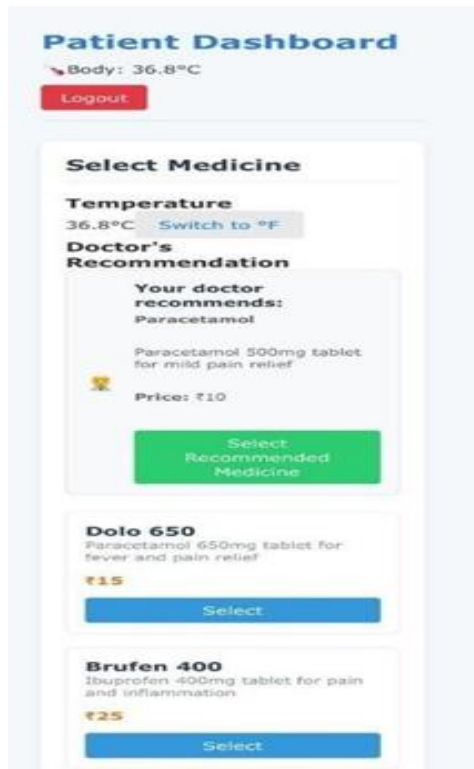 Patient Dashboard
Body: 36.8°C
Logout
Select Medicine
Temperature
36.8°C Switch to °F
Doctor's
Recommendation
Your doctor
recommends:
Paracetamol
Paracetamol 500mg tablet
for mild pain relief
Price: ₹10
Select
Recommended
Medicine
Dolo 650
Paracetamol 650mg tablet for
fever and pain relief
₹15
Select
Brufen 400
Ibuprofen 400mg tablet for pain
and inflammation
₹25
Select